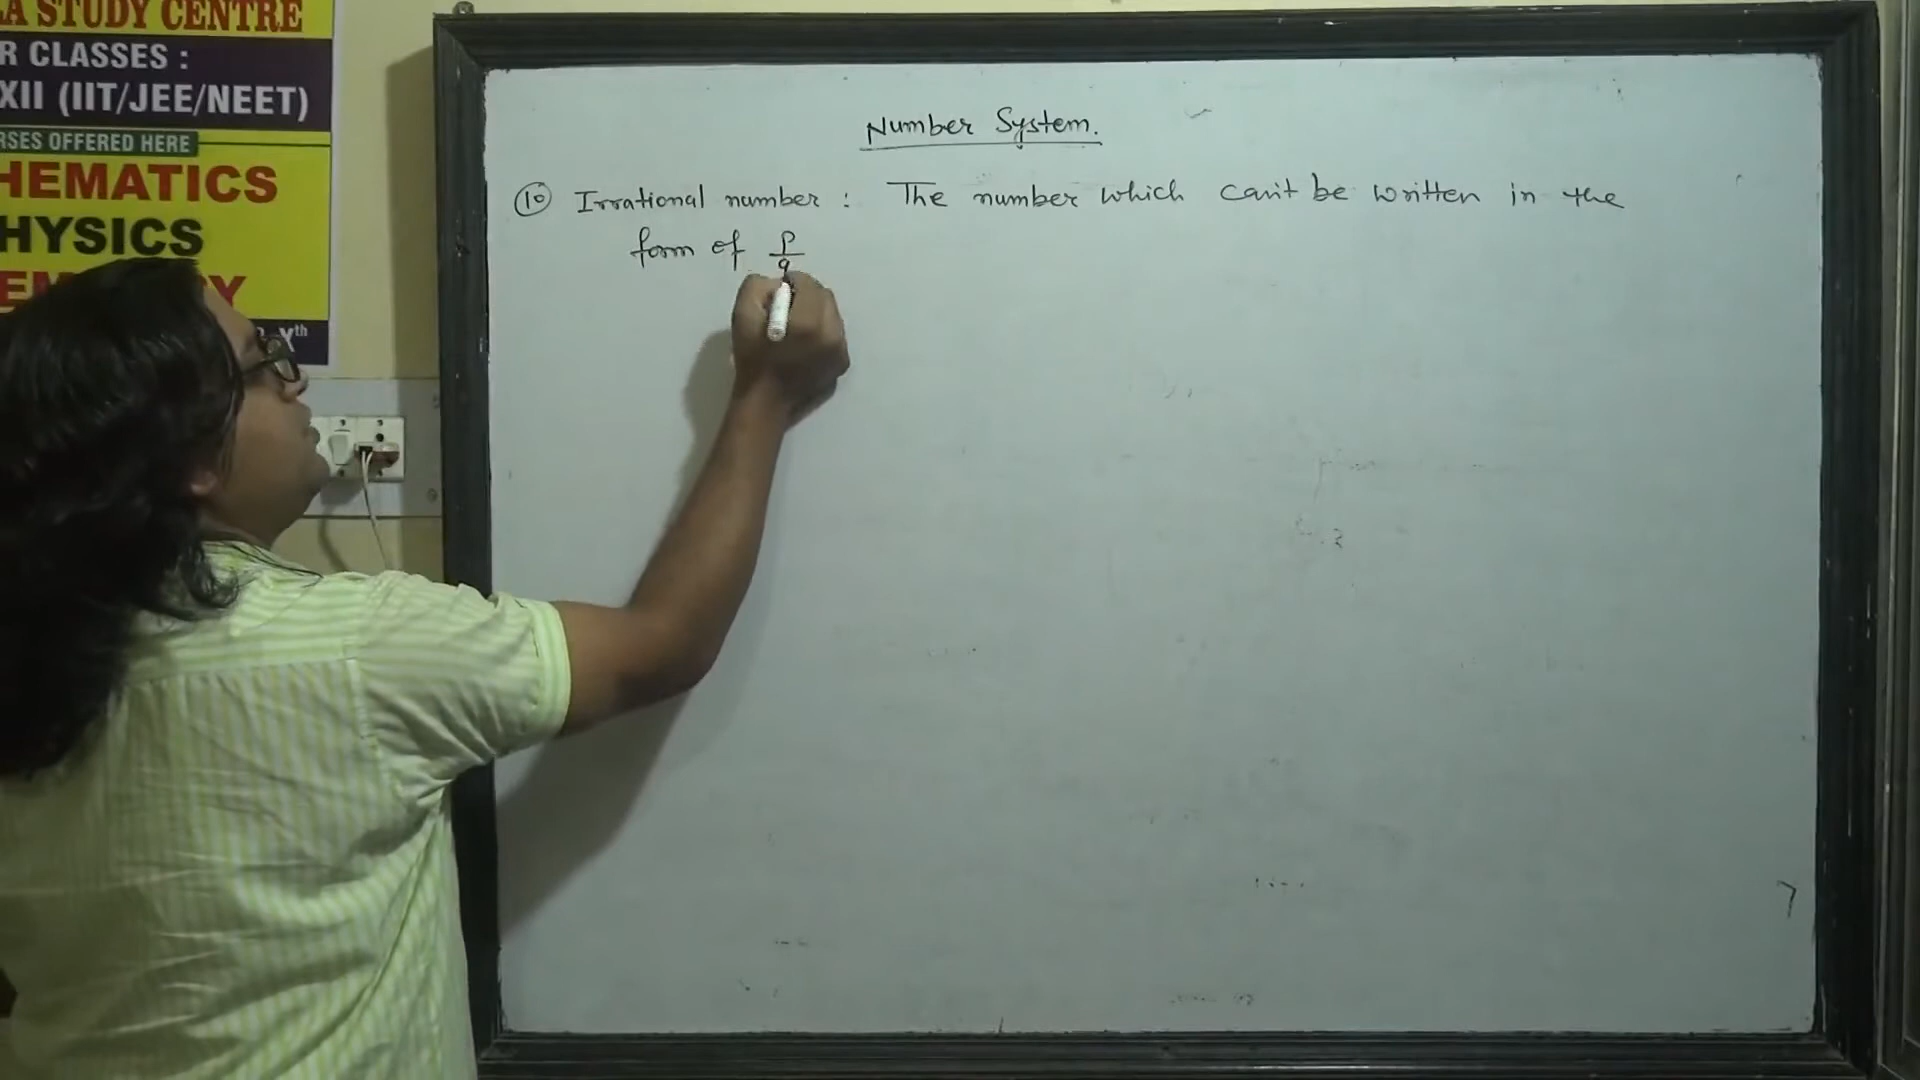 A STUDY CENTRE
R CLASSES :
XII (IIT/JEE/NEET)
RSES OFFERED HERE
HEMATICS
HYSICS
Xth
Number System.
10 Irrational number : The number which can't be written in the
form of p/q